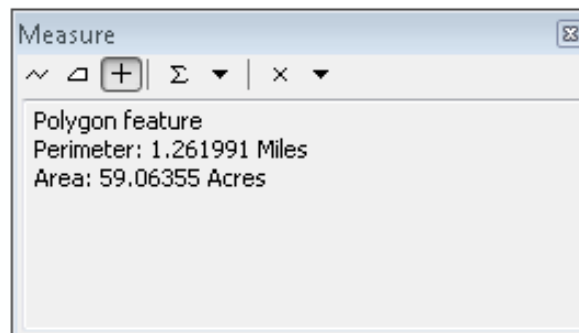 Measure
Polygon feature
Perimeter: 1.261991 Miles
Area: 59.06355 Acres